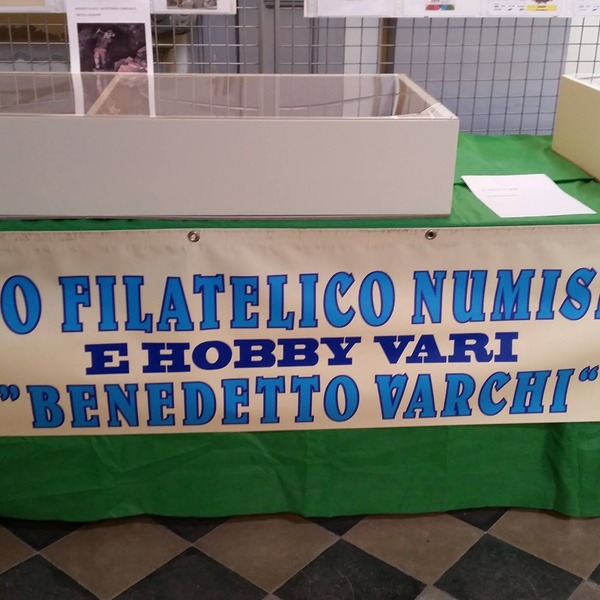 O FILATELICO NUMIS
E HOBBY VARI
”BENEDETTO VARCHI“